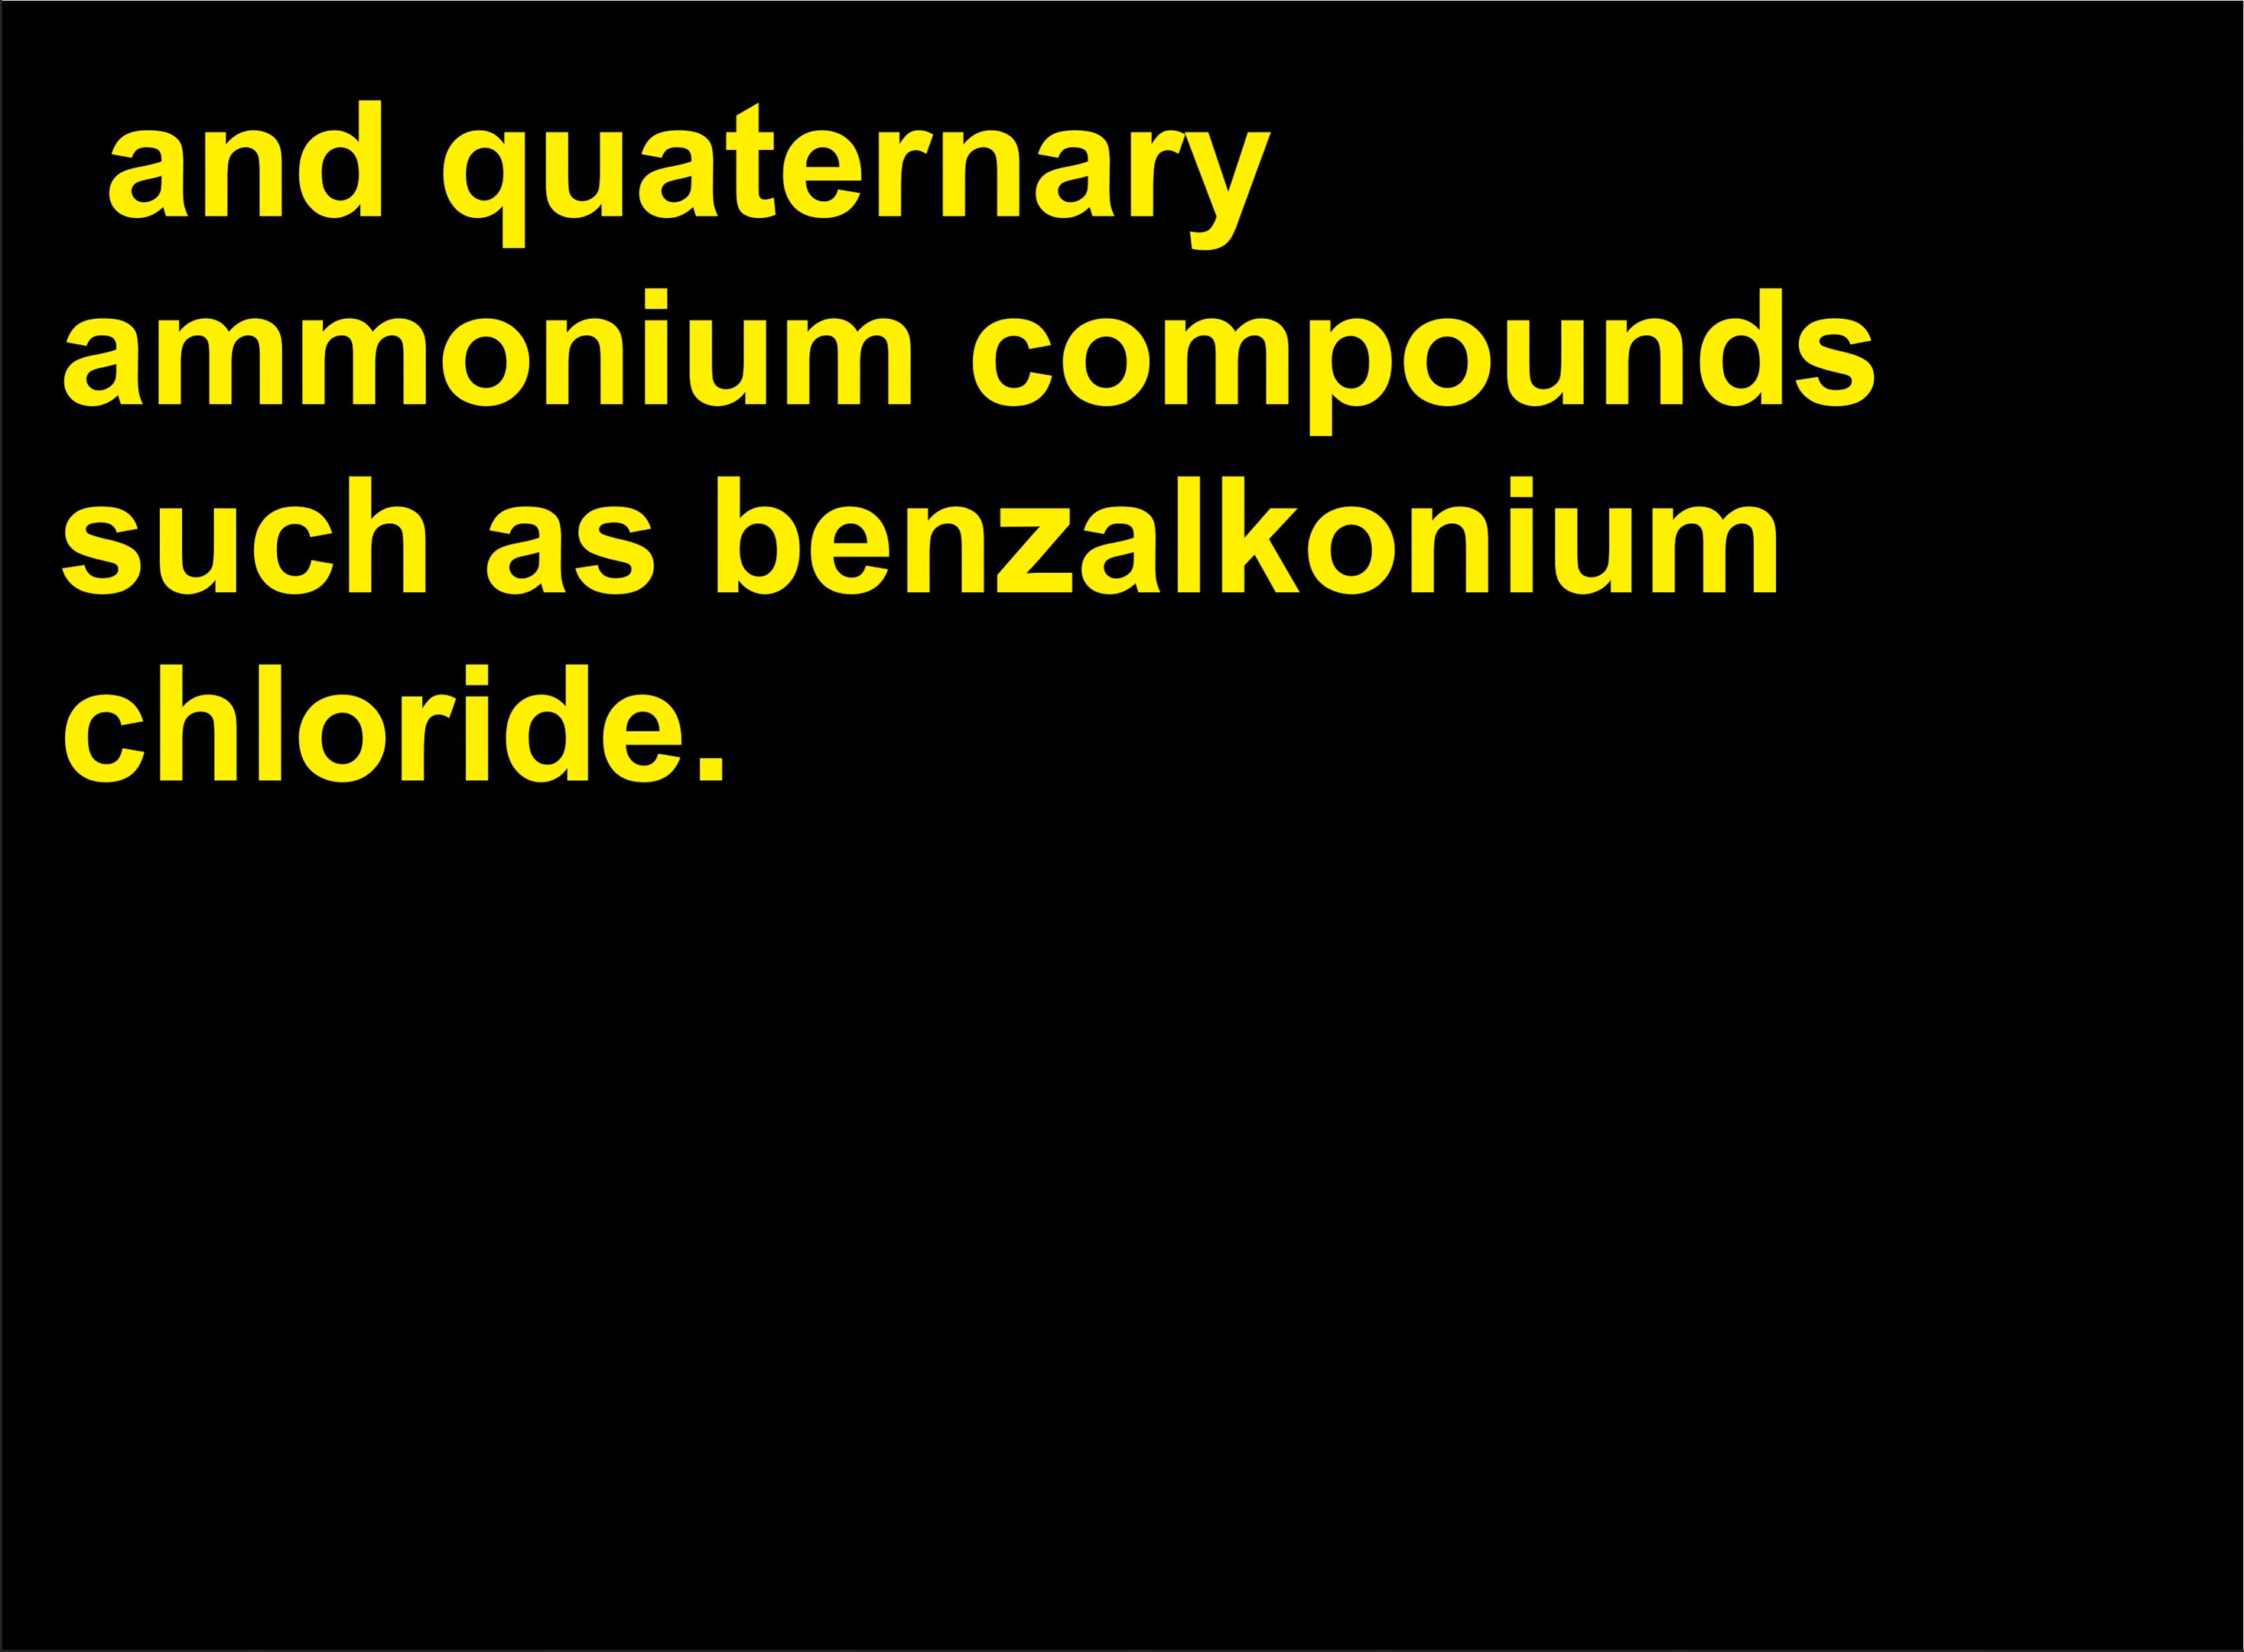 and quaternary
ammonium compounds
such as benzalkonium
chloride.